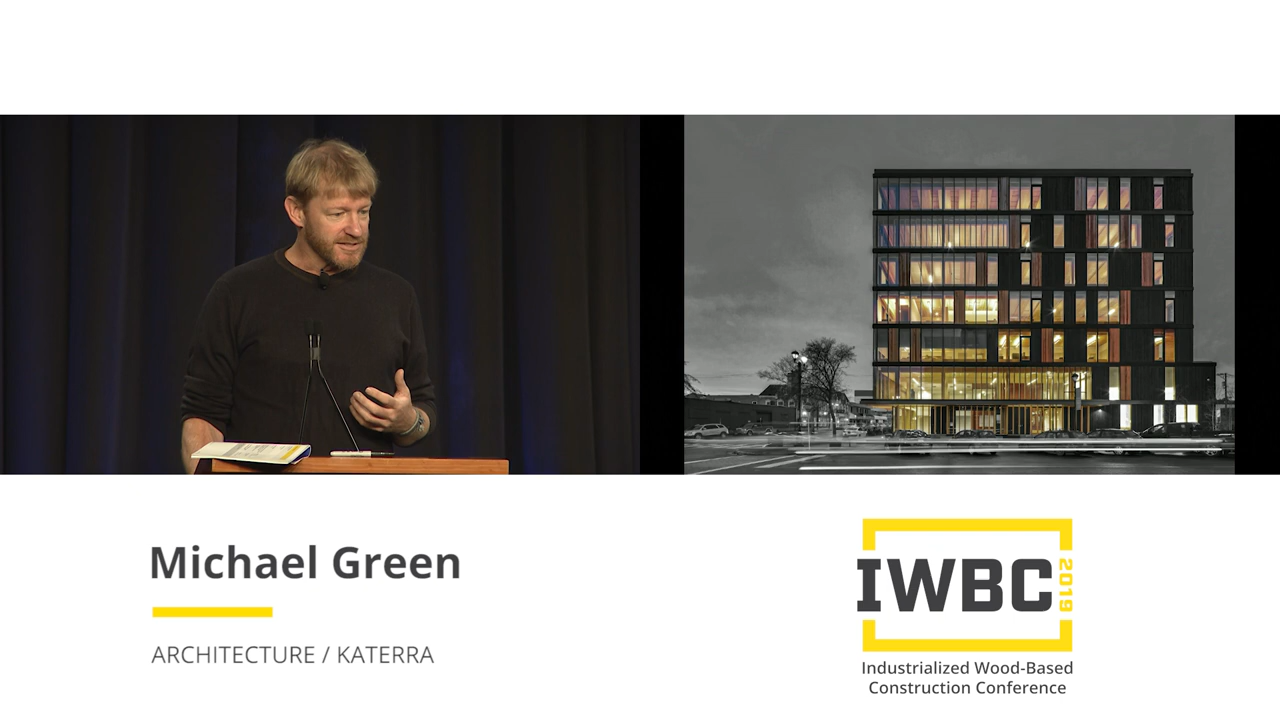 Michael Green
ARCHITECTURE / KATERRA
IWBC
2019
Industrialized Wood-Based
Construction Conference